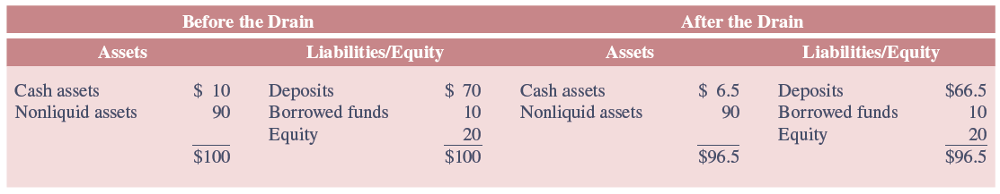 Before the Drain After the Drain
Assets Liabilities/Equity Assets Liabilities/Equity
Cash assets $ 10 Deposits $ 70 Cash assets $ 6.5 Deposits $66.5
Nonliquid assets 90 Borrowed funds 10 Nonliquid assets 90 Borrowed funds 10
Equity 20 Equity 20
$100 $100 $96.5 $96.5